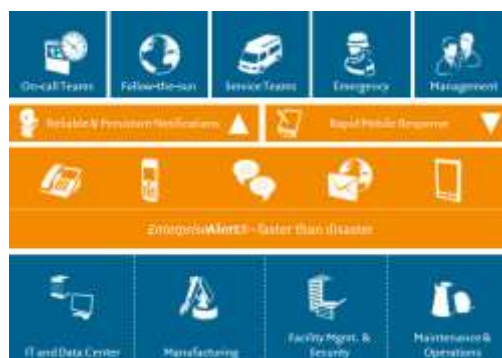 On-call Teams
Follow-the-sun
Service Teams
Emergency
Management
Reliable & Persistent Notifications
Rapid Mobile Response
EnterpriseAlert® - faster than disaster
IT and Data Center
Manufacturing
Facility Mgmt. &
Security
Maintenance &
Operations